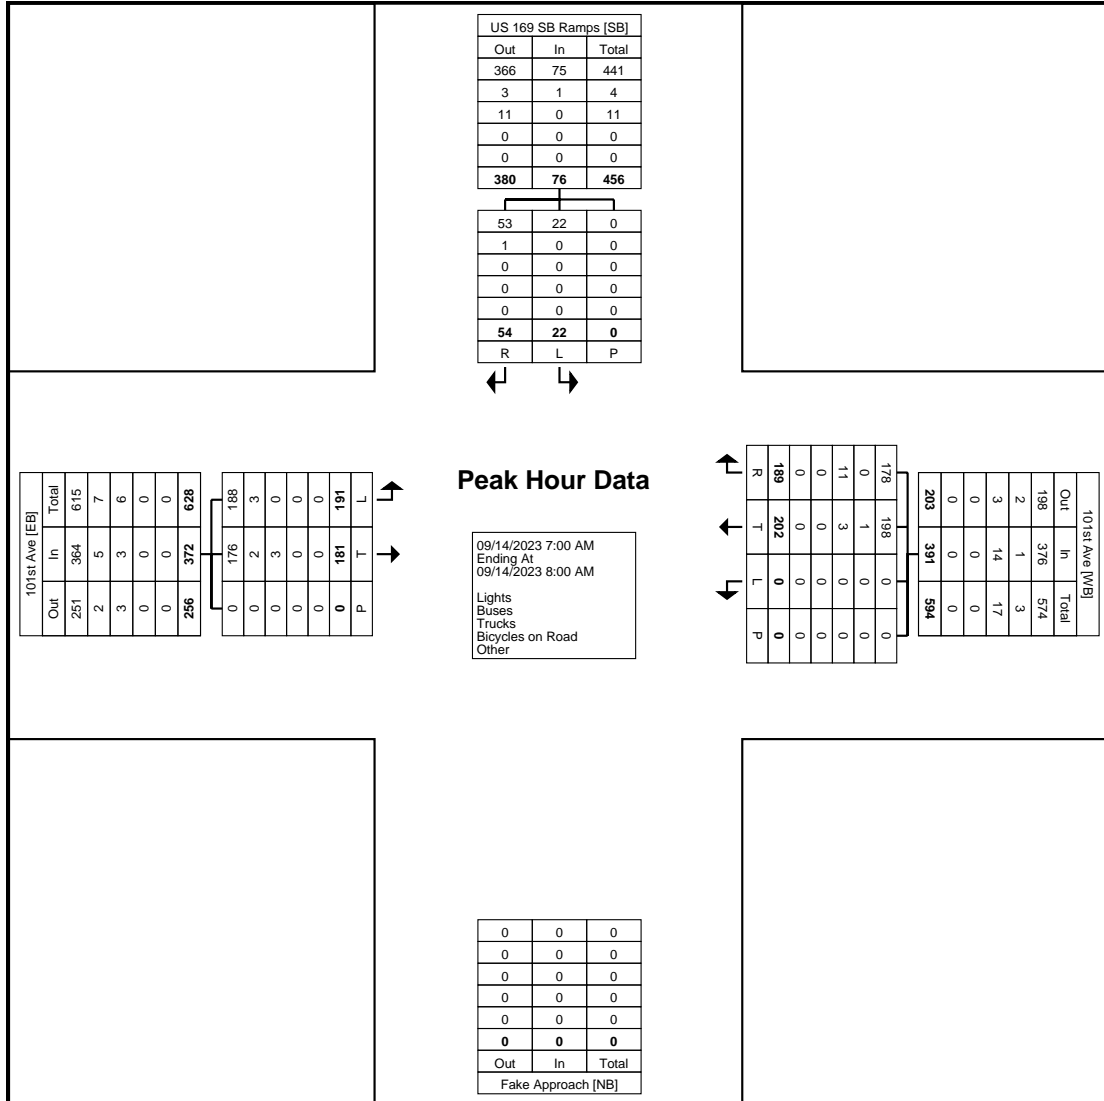 US 169 SB Ramps [SB]
Out In Total
366 75 441
3 1 4
11 0 11
0 0 0
0 0 0
380 76 456
53 22 0
1 0 0
0 0 0
0 0 0
0 0 0
54 22 0
R L P
101st Ave [EB]
Total 615 7 6 0 0 628
In 364 5 3 0 0 372
Out 251 2 3 0 0 256
188 3 0 0 0 191 L
176 2 3 0 0 181 T
0 0 0 0 0 0 P
Peak Hour Data
09/14/2023 7:00 AM
Ending At
09/14/2023 8:00 AM
Lights
Buses
Trucks
Bicycles on Road
Other
R 189 0 0 11 0 178
T 202 0 0 3 1 198
L 0 0 0 0 0 0
P 0 0 0 0 0 0
101st Ave [WB]
Out In Total
198 376 574
2 1 3
3 14 17
0 0 0
0 0 0
203 391 594
0 0 0
0 0 0
0 0 0
0 0 0
0 0 0
0 0 0
Out In Total
Fake Approach [NB]